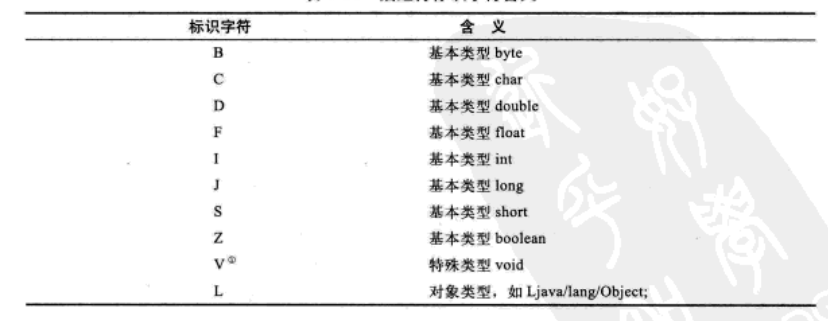 标识字符 含 义
B 基本类型 byte
C 基本类型 char
D 基本类型 double
F 基本类型 float
I 基本类型 int
J 基本类型 long
S 基本类型 short
Z 基本类型 boolean
V① 特殊类型 void
L 对象类型，如 Ljava/lang/Object;